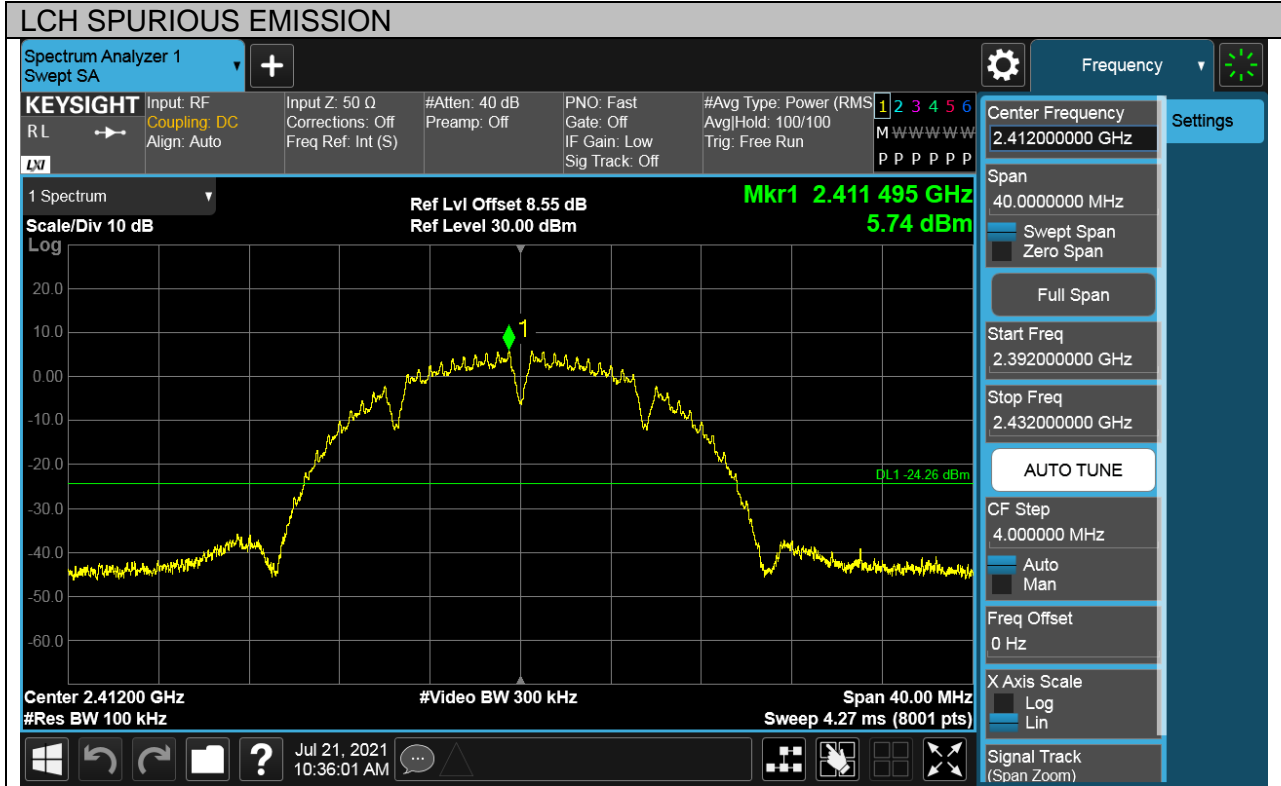 LCH SPURIOUS EMISSION
Spectrum Analyzer 1
Swept SA
Frequency
KEYSIGHT
R L
LXI
Input: RF
Coupling: DC
Align: Auto
Input Z: 50 Ω
Corrections: Off
Freq Ref: Int (S)
#Atten: 40 dB
Preamp: Off
PNO: Fast
Gate: Off
IF Gain: Low
Sig Track: Off
#Avg Type: Power (RMS
Avg|Hold: 100/100
Trig: Free Run
1 2 3 4 5 6
M W W W W W
P P P P P P
1 Spectrum
Scale/Div 10 dB
Log
Ref Lvl Offset 8.55 dB
Ref Level 30.00 dBm
Mkr1 2.411 495 GHz
5.74 dBm
20.0
10.0
0.00
-10.0
-20.0
-30.0
-40.0
-50.0
-60.0
1
DL1 -24.26 dBm
Center 2.41200 GHz
#Res BW 100 kHz
#Video BW 300 kHz
Span 40.00 MHz
Sweep 4.27 ms (8001 pts)
Jul 21, 2021
10:36:01 AM
Center Frequency
2.412000000 GHz
Settings
Span
40.0000000 MHz
Swept Span
Zero Span
Full Span
Start Freq
2.392000000 GHz
Stop Freq
2.432000000 GHz
AUTO TUNE
CF Step
4.000000 MHz
Auto
Man
Freq Offset
0 Hz
X Axis Scale
Log
Lin
Signal Track
(Span Zoom)